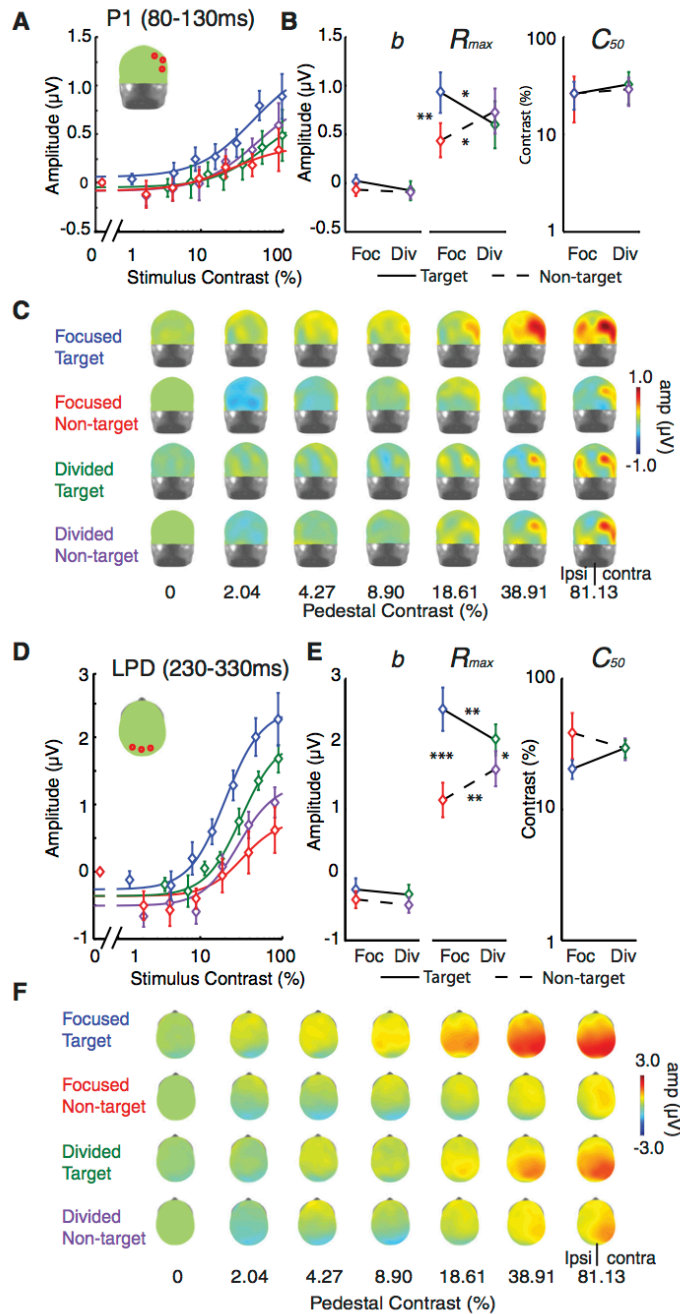 A P1 (80-130ms)
Amplitude (µV)
1.5
1.0
0.5
0
0.5
0 1 10 100
Stimulus Contrast (%)
B b Rmax C50
Amplitude (µV)
1.5
1.0
0.5
0
0.5
* ** *
Foc Div Foc Div
Contrast (%)
100
10
1
Foc Div
Target Non-target
C
Focused
Target
Focused
Non-target
Divided
Target
Divided
Non-target
1.0
amp (µV)
-1.0
Ipsi contra
0 2.04 4.27 8.90 18.61 38.91 81.13
Pedestal Contrast (%)
D LPD (230-330ms)
Amplitude (µV)
3
2
1
0
-1
0 1 10 100
Stimulus Contrast (%)
E b Rmax C50
Amplitude (µV)
3
2
1
0
-1
** *** * **
Foc Div Foc Div
Contrast (%)
100
10
1
Foc Div
Target Non-target
F
Focused
Target
Focused
Non-target
Divided
Target
Divided
Non-target
3.0
amp (µV)
-3.0
Ipsi contra
0 2.04 4.27 8.90 18.61 38.91 81.13
Pedestal Contrast (%)